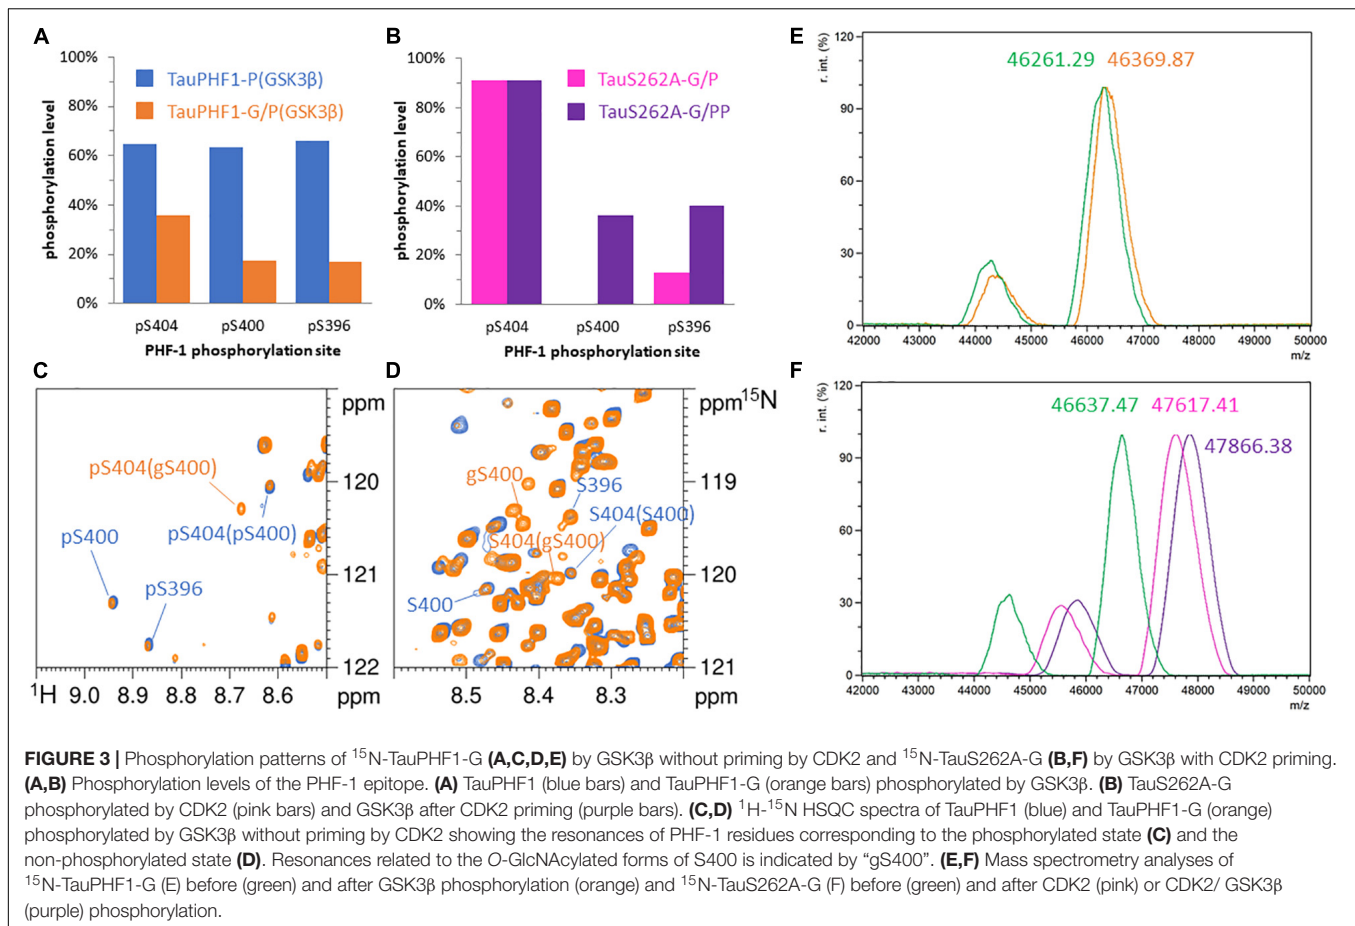 A
100%
80%
60%
40%
20%
0%
phosphorylation level
TauPHF1-P(GSK3β)
TauPHF1-G/P(GSK3β)
pS404 pS400 pS396
PHF-1 phosphorylation site
B
100%
80%
60%
40%
20%
0%
phosphorylation level
TauS262A-G/P
TauS262A-G/PP
pS404 pS400 pS396
PHF-1 phosphorylation site
E
r. int. (%)
120
90
60
30
0
46261.29 46369.87
42000 43000 44000 45000 46000 47000 48000 49000 50000
m/z
C
ppm
120
121
122
ppm
pS404(gS400)
pS404(pS400)
pS400
pS396
¹H 9.0 8.9 8.8 8.7 8.6
D
ppm ¹⁵N
119
120
121
ppm
gS400
S396
S404(S400)
S404(gS400)
S400
8.5 8.4 8.3
F
r. int. (%)
120
90
60
30
0
46637.47 47617.41
47866.38
42000 43000 44000 45000 46000 47000 48000 49000 50000
m/z
FIGURE 3 | Phosphorylation patterns of ¹⁵N-TauPHF1-G (A,C,D,E) by GSK3β without priming by CDK2 and ¹⁵N-TauS262A-G (B,F) by GSK3β with CDK2 priming.
(A,B) Phosphorylation levels of the PHF-1 epitope. (A) TauPHF1 (blue bars) and TauPHF1-G (orange bars) phosphorylated by GSK3β. (B) TauS262A-G
phosphorylated by CDK2 (pink bars) and GSK3β after CDK2 priming (purple bars). (C,D) ¹H-¹⁵N HSQC spectra of TauPHF1 (blue) and TauPHF1-G (orange)
phosphorylated by GSK3β without priming by CDK2 showing the resonances of PHF-1 residues corresponding to the phosphorylated state (C) and the
non-phosphorylated state (D). Resonances related to the O-GlcNAcylated forms of S400 is indicated by “gS400”. (E,F) Mass spectrometry analyses of
¹⁵N-TauPHF1-G (E) before (green) and after GSK3β phosphorylation (orange) and ¹⁵N-TauS262A-G (F) before (green) and after CDK2 (pink) or CDK2/ GSK3β
(purple) phosphorylation.